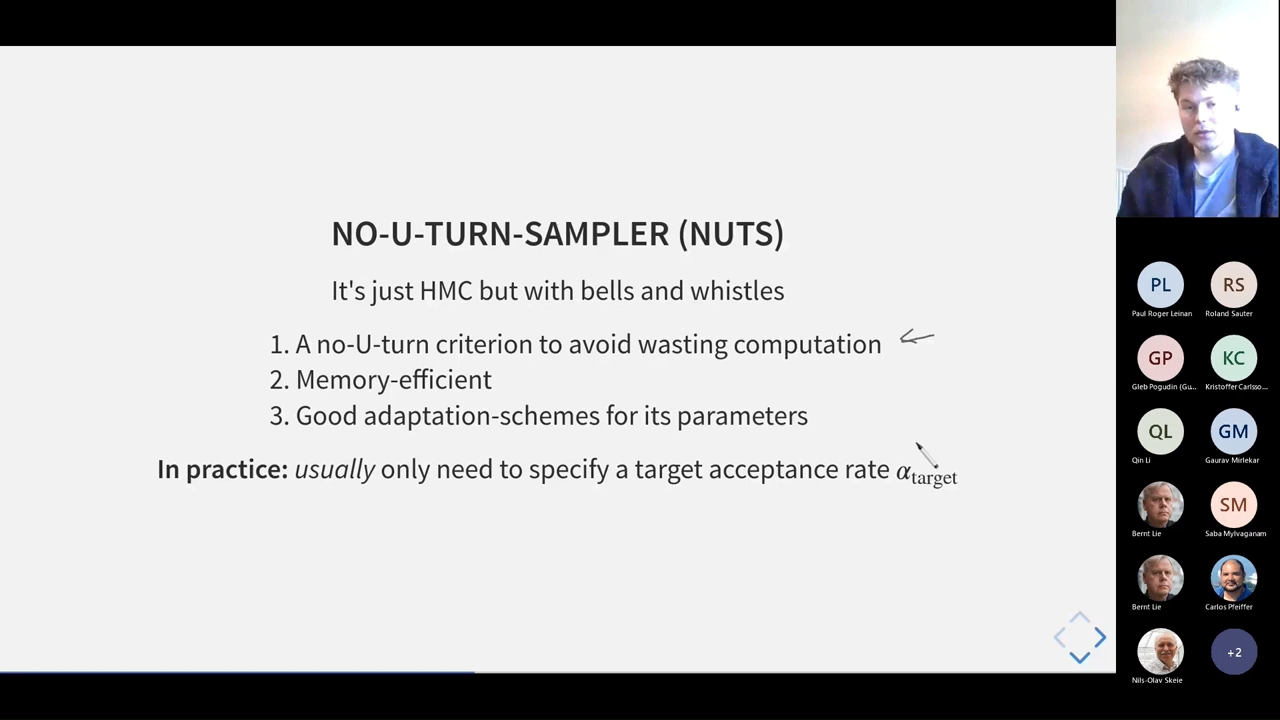 NO-U-TURN-SAMPLER (NUTS)
It's just HMC but with bells and whistles
1. A no-U-turn criterion to avoid wasting computation
2. Memory-efficient
3. Good adaptation-schemes for its parameters
In practice: usually only need to specify a target acceptance rate α_target
PL
RS
Paul Roger Leinan
Roland Sauter
GP
KC
Gleb Pogudin (Gu...
Kristoffer Carlsso...
QL
GM
Qin Li
Gaurav Mirlekar
SM
Bernt Lie
Saba Mylvaganam
Bernt Lie
Carlos Pfeiffer
+2
Nils-Olav Skeie